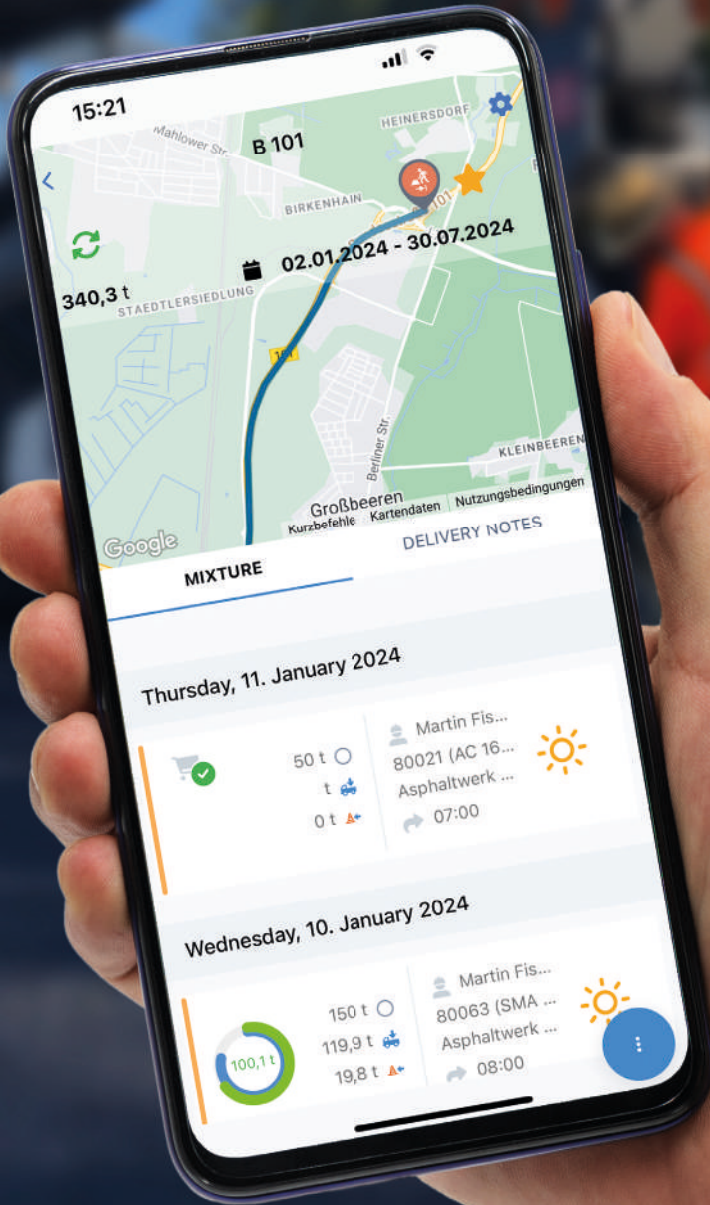 15:21
Mahlower Str.
B 101
HEINERSDORF
BIRKENHAIN
101
02.01.2024 - 30.07.2024
340,3 t
STAEDTLERSIEDLUNG
101
Berliner Str.
KLEINBEEREN
Großbeeren
Google
Kurzbefehle Kartendaten Nutzungsbedingungen
MIXTURE
DELIVERY NOTES
Thursday, 11. January 2024
50 t
t
0 t
Martin Fis...
80021 (AC 16...
Asphaltwerk ...
07:00
Wednesday, 10. January 2024
100,1 t
150 t
119,9 t
19,8 t
Martin Fis...
80063 (SMA ...
Asphaltwerk ...
08:00